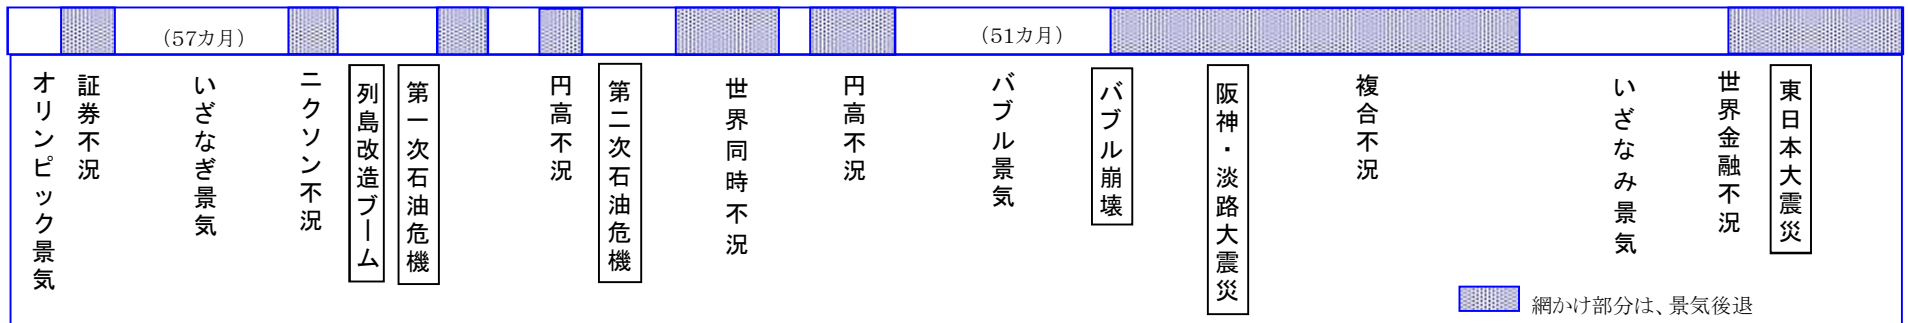 (57カ月)
(51カ月)
オリンピック景気
証券不況
いざなぎ景気
ニクソン不況
列島改造ブーム
第一次石油危機
円高不況
第二次石油危機
世界同時不況
円高不況
バブル景気
バブル崩壊
阪神・淡路大震災
複合不況
いざなみ景気
世界金融不況
東日本大震災
網かけ部分は、景気後退